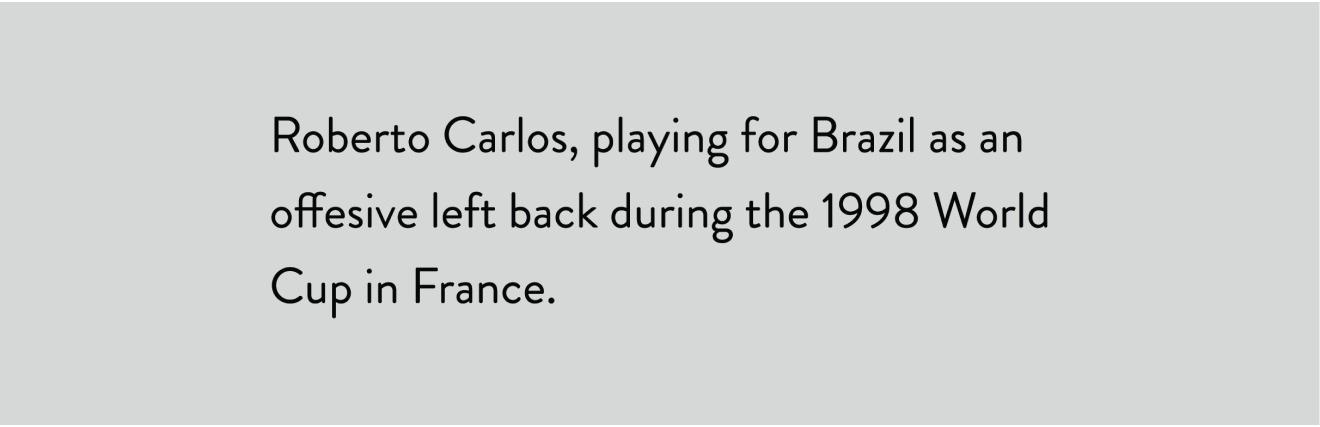 Roberto Carlos, playing for Brazil as an
offesive left back during the 1998 World
Cup in France.